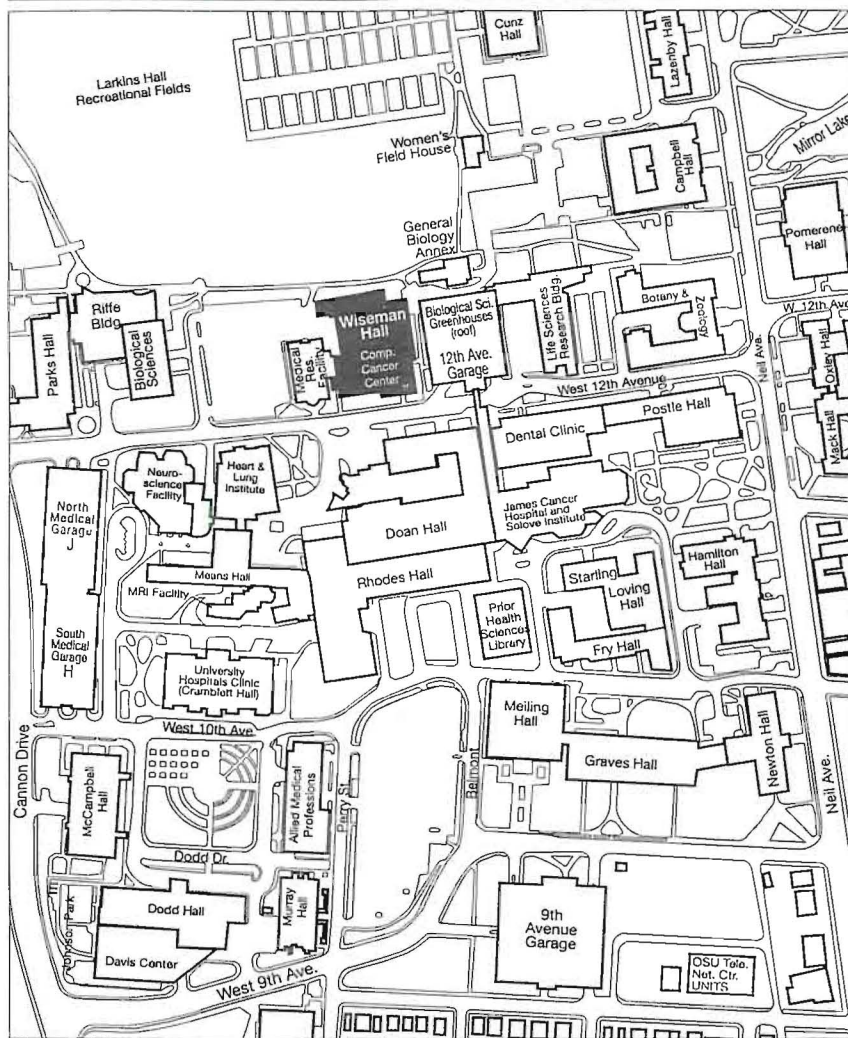 Cunz
Hall
Lazenby Hall
Larkins Hall
Recreational Fields
Mirror Lake
Women's
Field House
Campbell
Hall
Pomerene
Hall
General
Biology
Annex
Riffe
Bldg.
Biological
Sciences
Parks Hall
Wiseman
Hall
Comp.
Cancer
Center
Medical
Res.
Facility
Biological Sci.
Greenhouses
(roof)
12th Ave.
Garage
Life Sciences
Research Bldg.
Botany &
Zoology
W. 12th Ave
Oxley Hall
Mack Hall
Neil Ave.
West 12th Avenue
Postle Hall
Dental Clinic
Neuro-
science
Facility
Heart &
Lung
Institute
North
Medical
Garage
J
James Cancer
Hospital and
Solove Institute
Doan Hall
Rhodes Hall
Means Hall
MRI Facility
Starling
Loving
Hall
Fry Hall
Hamilton
Hall
Prior
Health
Sciences
Library
South
Medical
Garage
H
University
Hospitals Clinic
(Cramblett Hall)
West 10th Ave
Meiling
Hall
Graves Hall
Newton Hall
Neil Ave.
Cannon Drive
McCampbell
Hall
Allied Medical
Professions
Perry St.
Belmont
Dodd Dr.
Dodd Hall
Murray
Hall
Johnson Park
Davis Center
West 9th Ave.
9th
Avenue
Garage
OSU Tele.
Net. Ctr.
UNITS